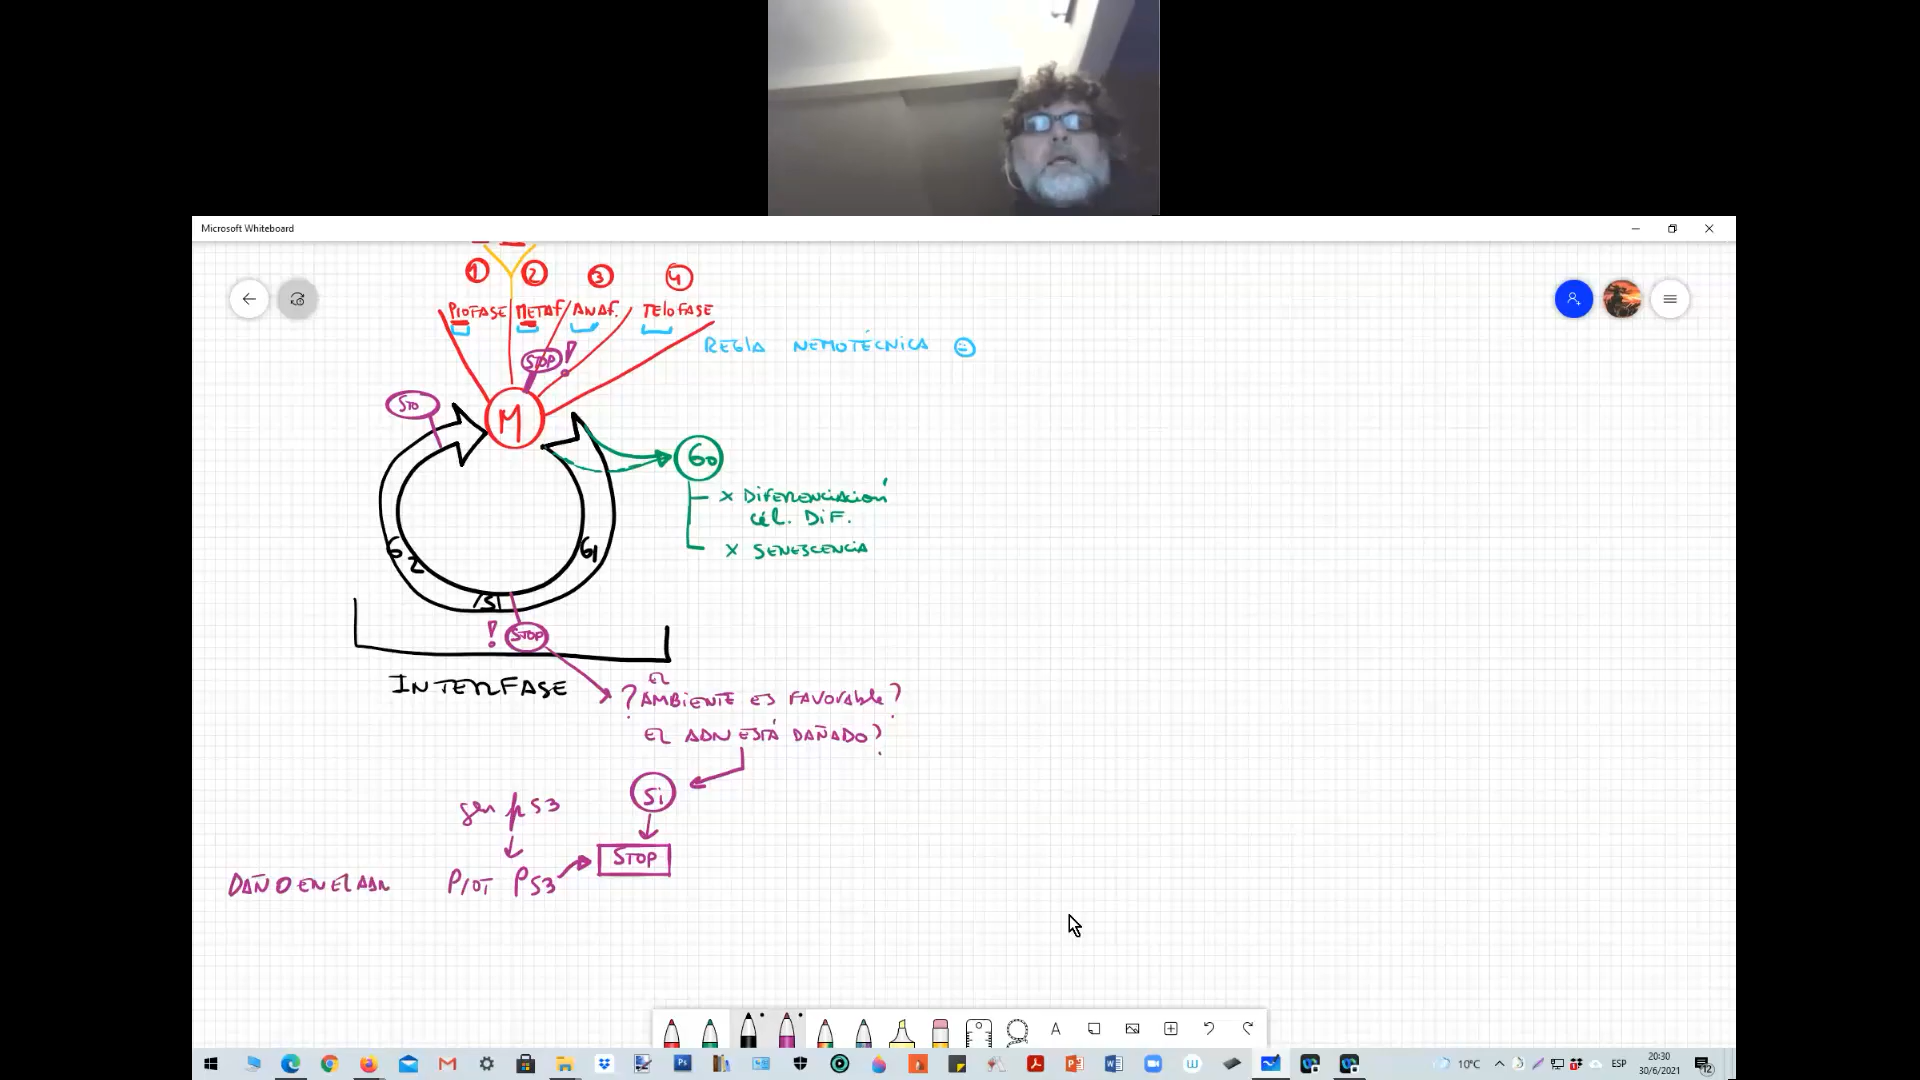 Microsoft Whiteboard
1 2 3 4
PROFASE METAF ANAF. TELOFASE
REGLA NEMOTÉCNICA
STOP!
STO
M
G0
X DIFERENCIACIÓN
CÉL. DIF.
X SENESCENCIA
G2
G1
S
! STOP
INTERFASE
EL
? AMBIENTE ES FAVORABLE?
EL ADN ESTÁ DAÑADO?
Si
gen p53
STOP
DAÑO EN EL ADN PROT P53
A
10°C
ESP
20:30
30/6/2021
12